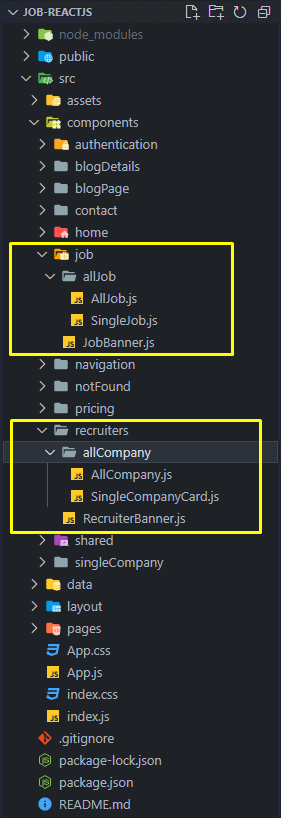 JOB-REACTJS
node_modules
public
src
assets
components
authentication
blogDetails
blogPage
contact
home
job
allJob
AllJob.js
SingleJob.js
JobBanner.js
navigation
notFound
pricing
recruiters
allCompany
AllCompany.js
SingleCompanyCard.js
RecruiterBanner.js
shared
singleCompany
data
layout
pages
App.css
App.js
index.css
index.js
.gitignore
package-lock.json
package.json
README.md